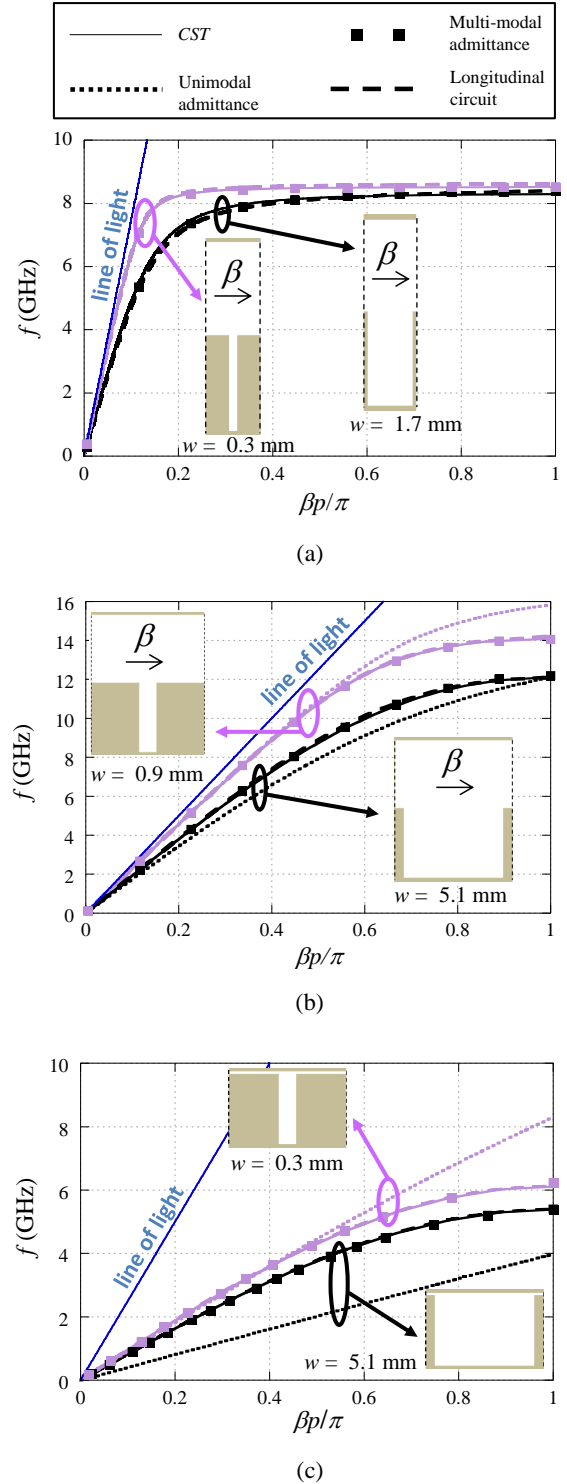 CST
Multi-modal
admittance
Unimodal
admittance
Longitudinal
circuit
10
8
6
4
2
0
f (GHz)
line of light
β
β
w = 0.3 mm
w = 1.7 mm
0 0.2 0.4 0.6 0.8 1
βp/π
(a)
16
14
12
10
8
6
4
2
0
f (GHz)
β
line of light
w = 0.9 mm
β
w = 5.1 mm
0 0.2 0.4 0.6 0.8 1
βp/π
(b)
10
8
6
4
2
0
f (GHz)
line of light
w = 0.3 mm
w = 5.1 mm
0 0.2 0.4 0.6 0.8 1
βp/π
(c)